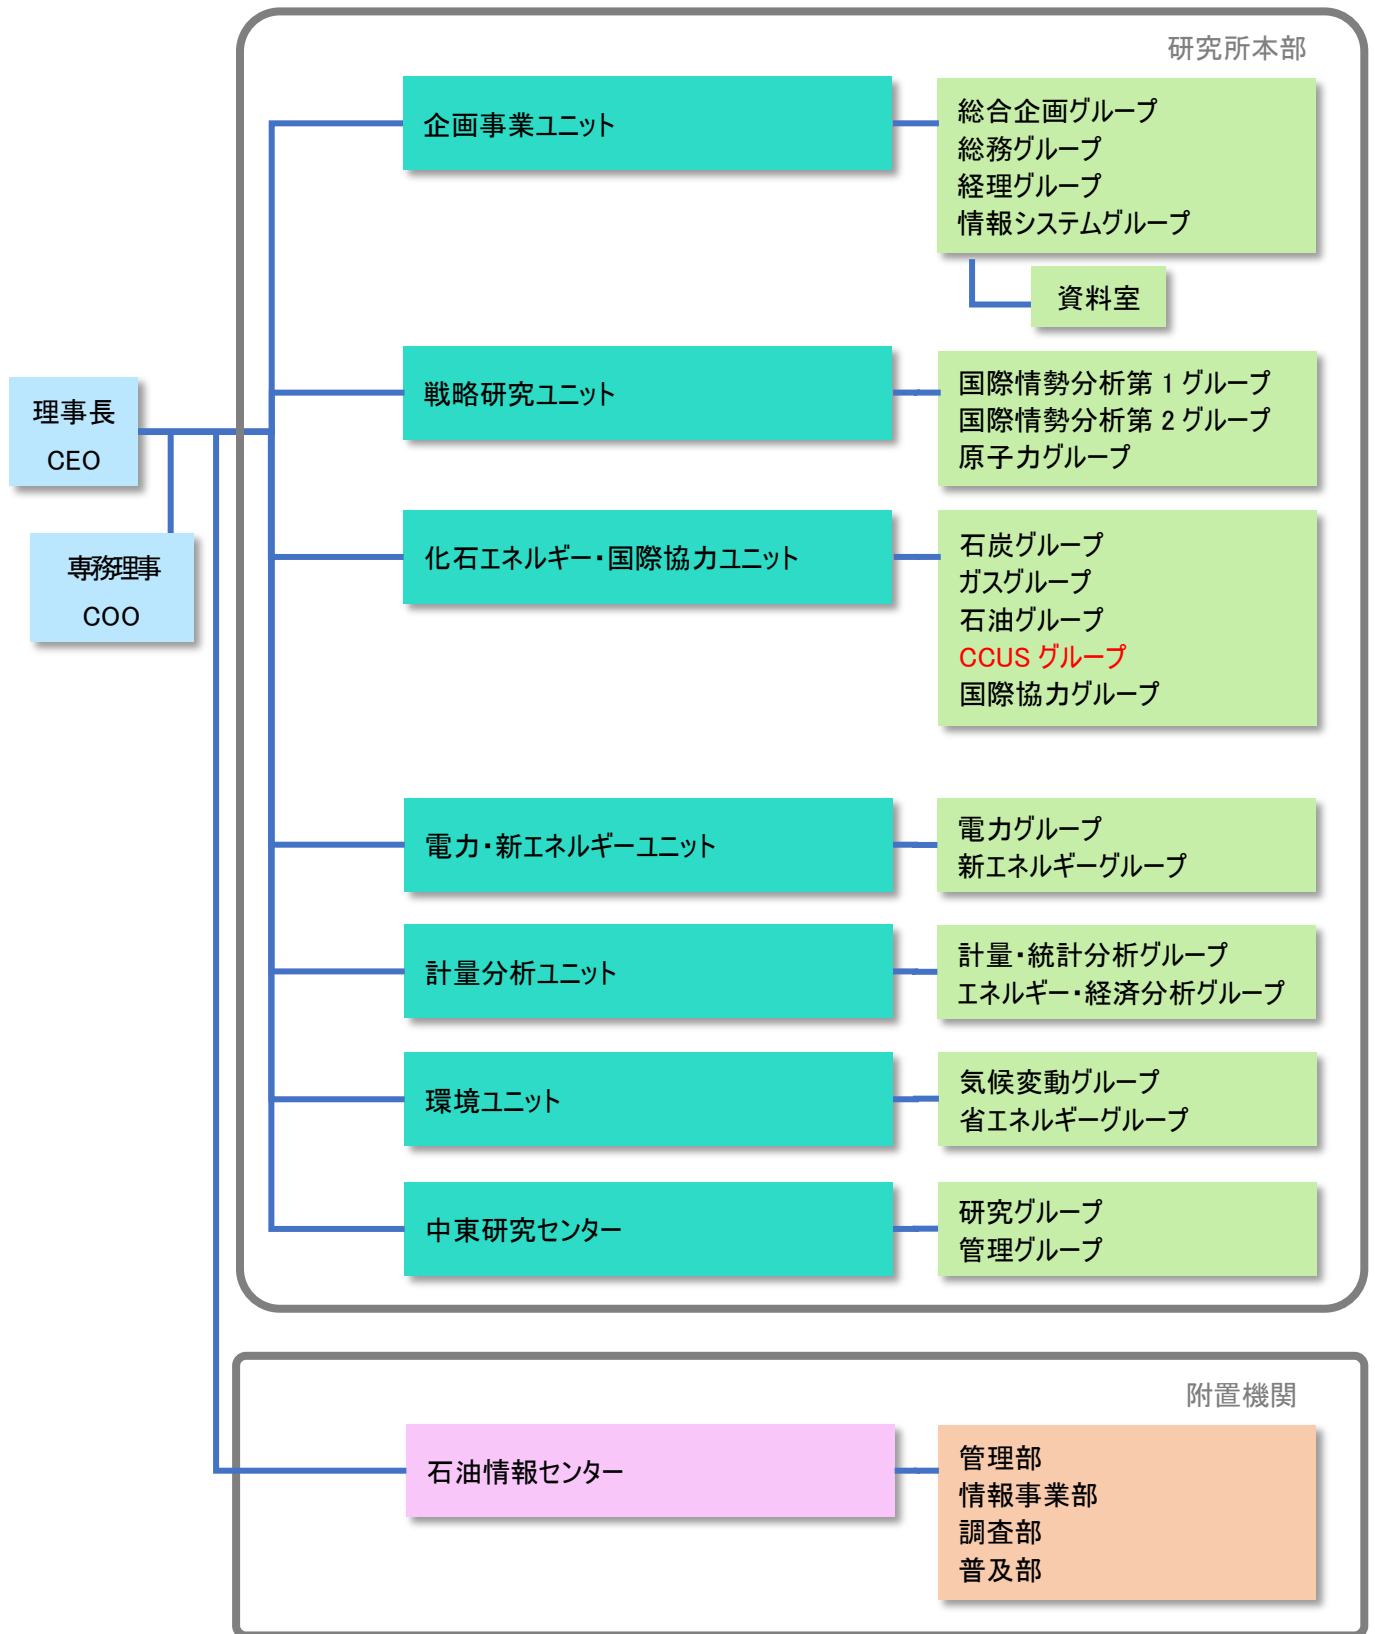 研究所本部
企画事業ユニット
総合企画グループ
総務グループ
経理グループ
情報システムグループ
資料室
理事長
CEO
専務理事
COO
戦略研究ユニット
国際情勢分析第 1 グループ
国際情勢分析第 2 グループ
原子力グループ
化石エネルギー・国際協力ユニット
石炭グループ
ガスグループ
石油グループ
CCUS グループ
国際協力グループ
電力・新エネルギーユニット
電力グループ
新エネルギーグループ
計量分析ユニット
計量・統計分析グループ
エネルギー・経済分析グループ
環境ユニット
気候変動グループ
省エネルギーグループ
中東研究センター
研究グループ
管理グループ
附置機関
石油情報センター
管理部
情報事業部
調査部
普及部